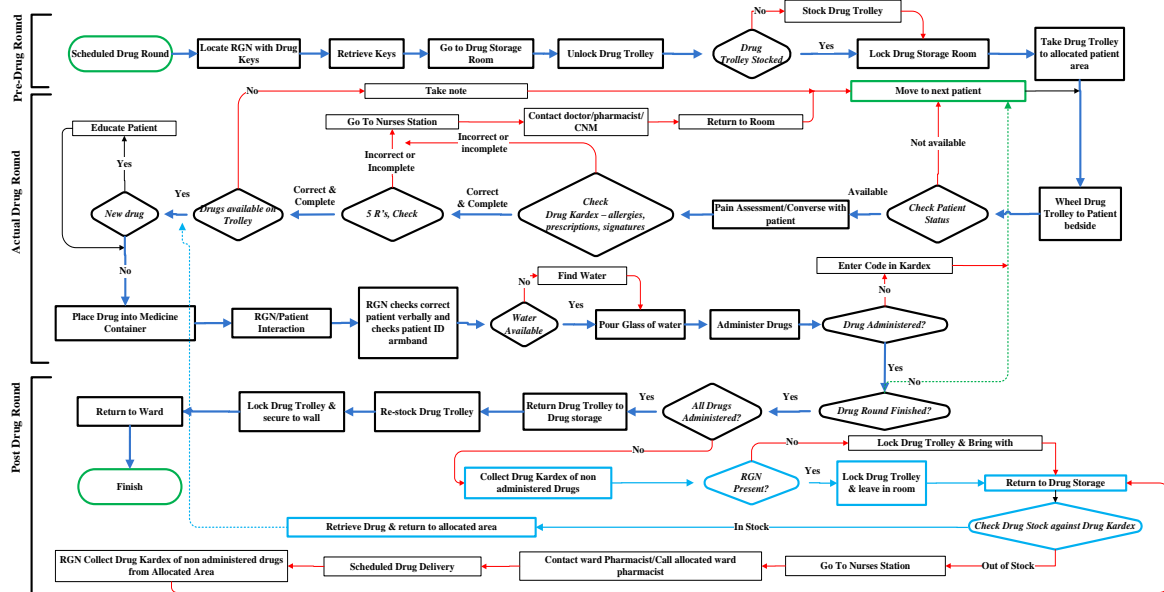 Pre-Drug Round
Scheduled Drug Round
Locate RGN with Drug
Keys
Retrieve Keys
Go to Drug Storage
Room
Unlock Drug Trolley
Drug
Trolley Stocked
No
Stock Drug Trolley
Yes
Lock Drug Storage Room
Take Drug Trolley
to allocated patient
area
Actual Drug Round
No
Take note
Move to next patient
Educate Patient
Go To Nurses Station
Contact doctor/pharmacist/
CNM
Return to Room
Incorrect or
incomplete
Incorrect or
Incomplete
Not available
Yes
New drug
Yes
Drugs available on
Trolley
Correct &
Complete
5 R's, Check
Correct
& Complete
Check
Drug Kardex – allergies,
prescriptions, signatures
Pain Assessment/Converse with
patient
Available
Check Patient
Status
Wheel Drug
Trolley to Patient
bedside
No
Place Drug into Medicine
Container
RGN/Patient
Interaction
RGN checks correct
patient verbally and
checks patient ID
armband
Water
Available
No
Find Water
Yes
Pour Glass of water
Administer Drugs
Enter Code in Kardex
No
Drug Administered?
Yes
No
Post Drug Round
Return to Ward
Lock Drug Trolley &
secure to wall
Re-stock Drug Trolley
Return Drug Trolley to
Drug storage
Yes
All Drugs
Administered?
Yes
Drug Round Finished?
No
Finish
Collect Drug Kardex of non
administered Drugs
RGN
Present?
No
Lock Drug Trolley & Bring with
Yes
Lock Drug Trolley
& leave in room
Return to Drug Storage
Retrieve Drug & return to allocated area
In Stock
Check Drug Stock against Drug Kardex
RGN Collect Drug Kardex of non administered drugs
from Allocated Area
Scheduled Drug Delivery
Contact ward Pharmacist/Call allocated ward
pharmacist
Go To Nurses Station
Out of Stock